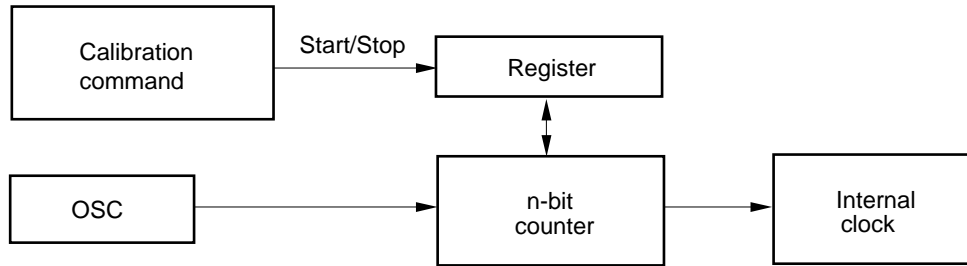 Calibration
command
Start/Stop
Register
OSC
n-bit
counter
Internal
clock